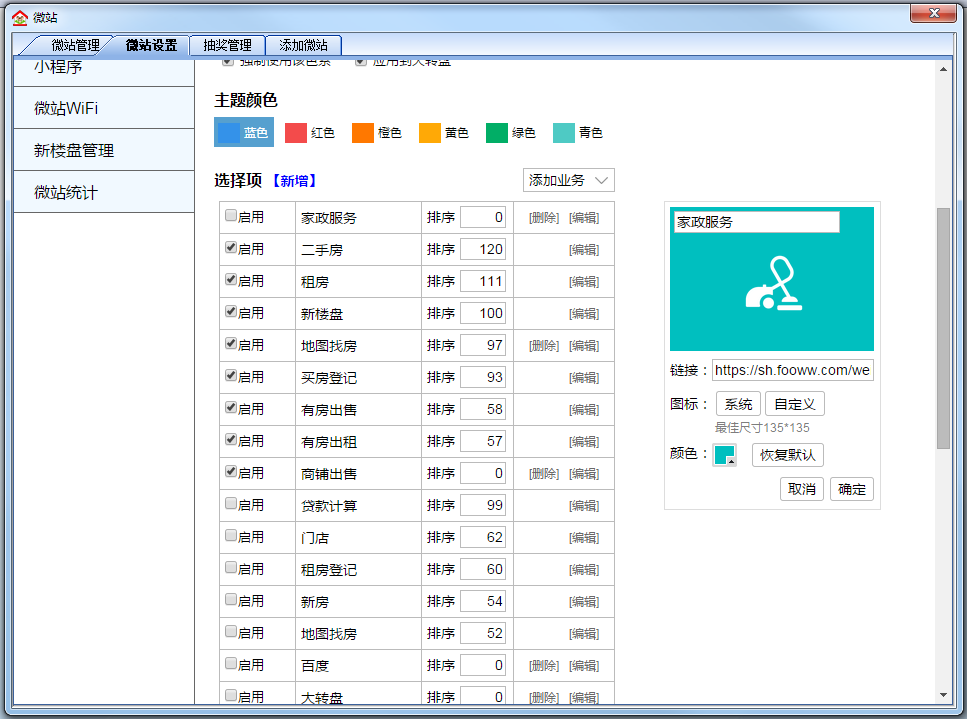 微站
微站管理 微站设置 抽奖管理 添加微站
小程序
微站WiFi
新楼盘管理
微站统计
强制使用该色系 应用到大转盘
主题颜色
蓝色 红色 橙色 黄色 绿色 青色
选择项 【新增】 添加业务
启用 家政服务 排序 0 [删除] [编辑]
启用 二手房 排序 120 [编辑]
启用 租房 排序 111 [编辑]
启用 新楼盘 排序 100 [编辑]
启用 地图找房 排序 97 [删除] [编辑]
启用 买房登记 排序 93 [编辑]
启用 有房出售 排序 58 [编辑]
启用 有房出租 排序 57 [编辑]
启用 商铺出售 排序 0 [删除] [编辑]
启用 贷款计算 排序 99 [编辑]
启用 门店 排序 62 [编辑]
启用 租房登记 排序 60 [编辑]
启用 新房 排序 54 [编辑]
启用 地图找房 排序 52 [编辑]
启用 百度 排序 0 [删除] [编辑]
启用 大转盘 排序 0 [删除] [编辑]
家政服务
链接： https://sh.fooww.com/we
图标： 系统 自定义
最佳尺寸135*135
颜色： 恢复默认
取消 确定